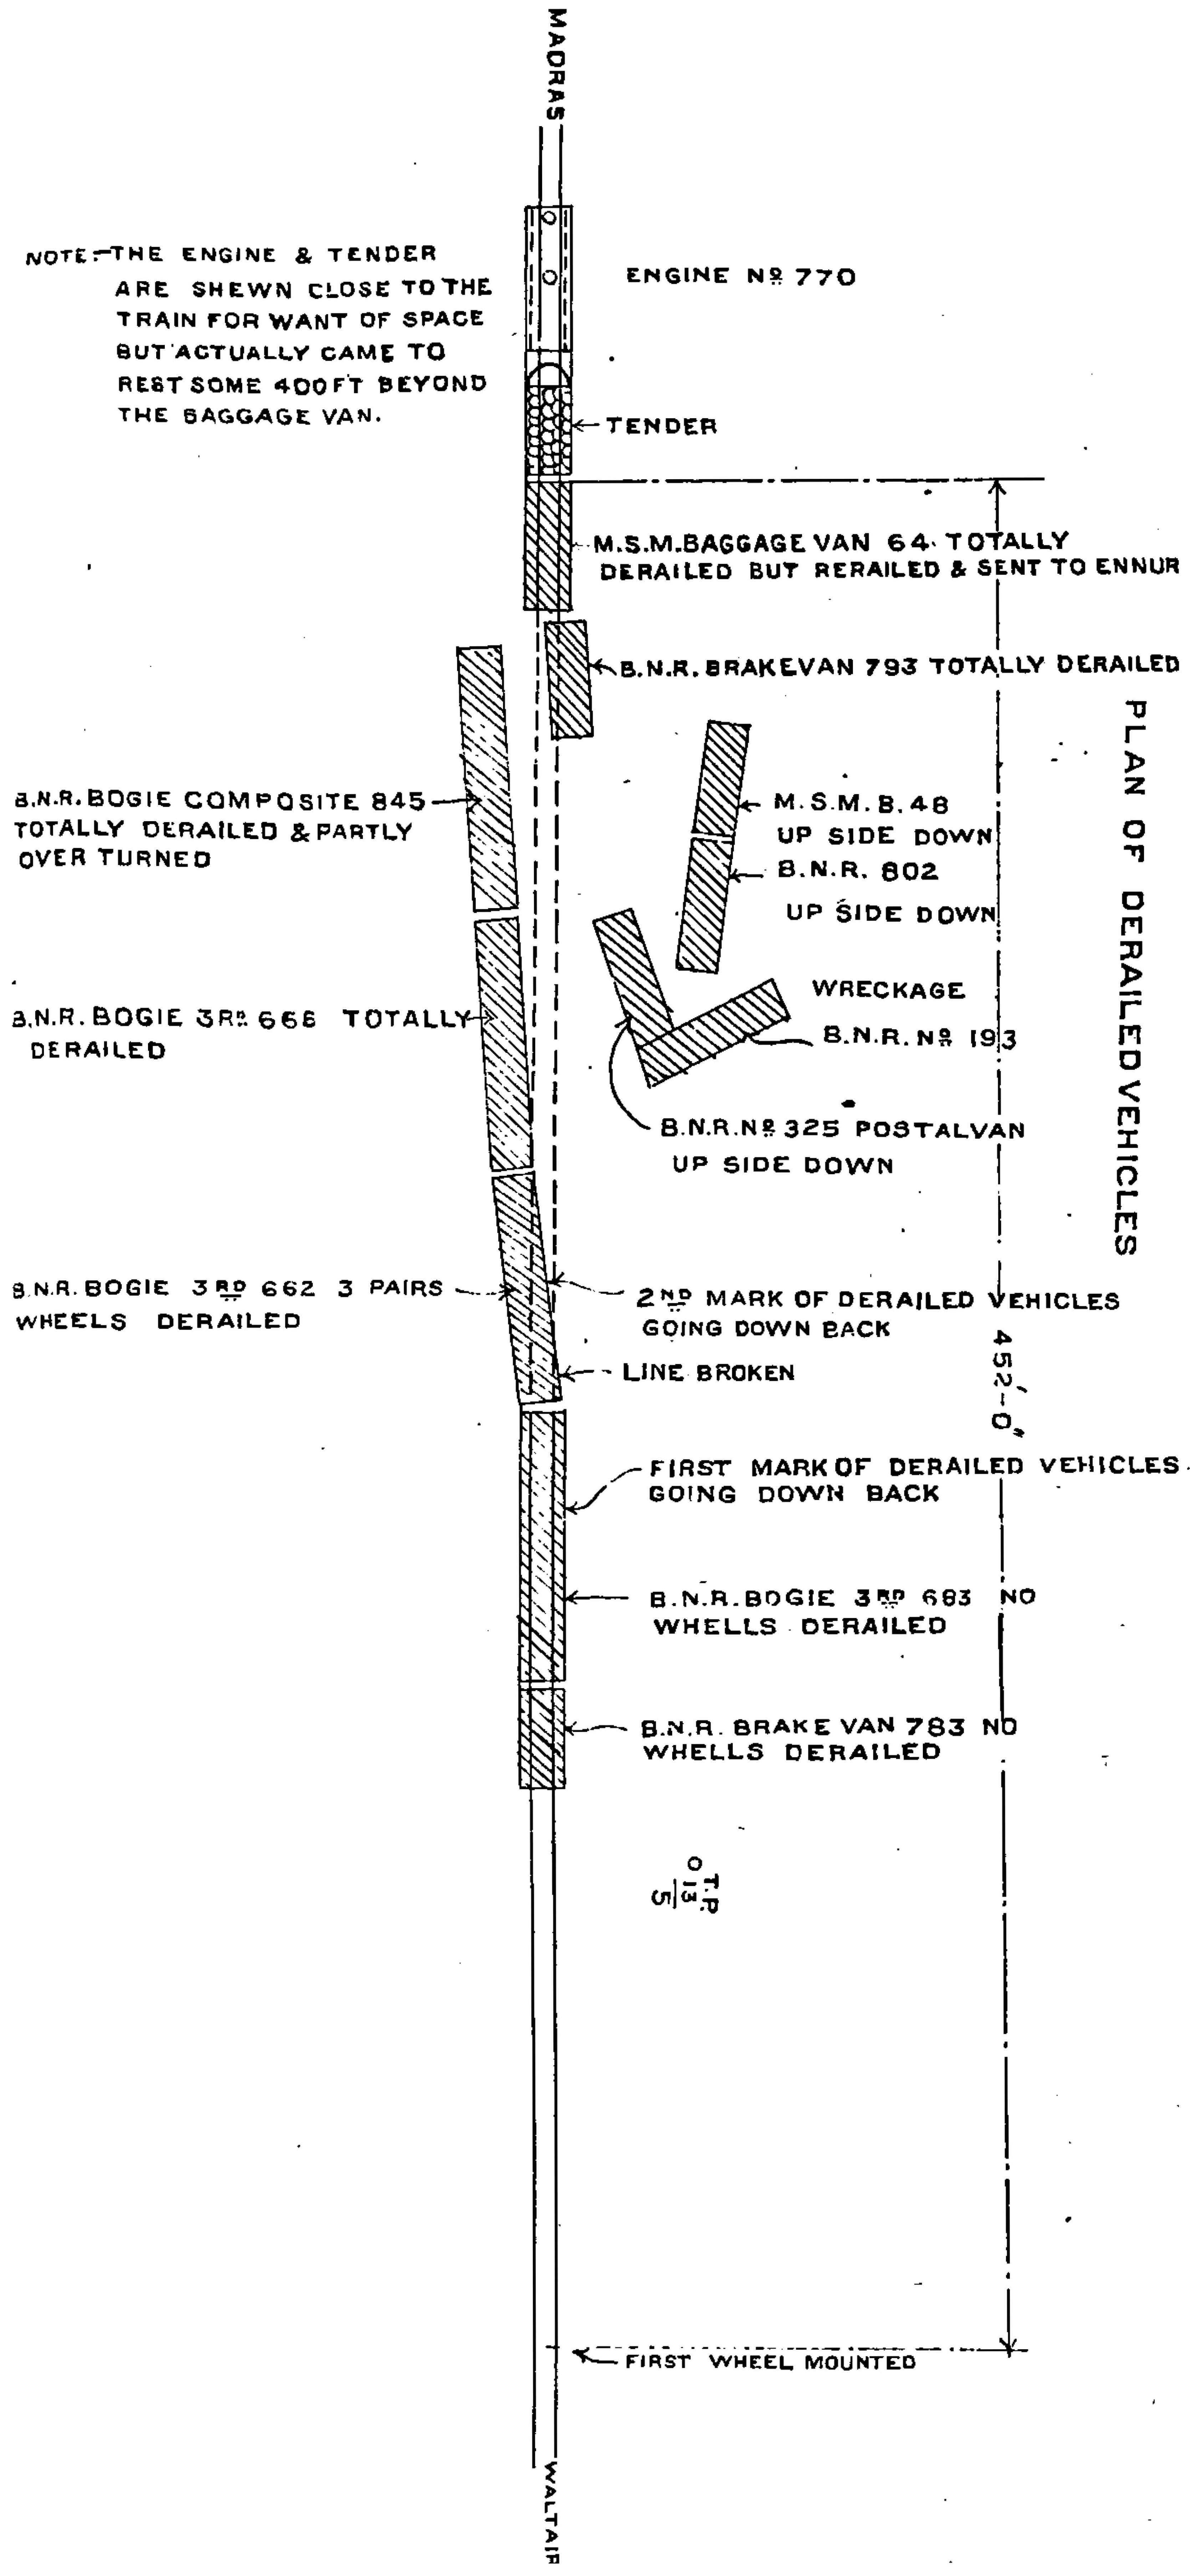 MADRAS
NOTE:-THE ENGINE & TENDER
ARE SHEWN CLOSE TO THE
TRAIN FOR WANT OF SPACE
BUT ACTUALLY CAME TO
REST SOME 400FT BEYOND
THE BAGGAGE VAN.
ENGINE Nº 770
TENDER
M.S.M.BAGGAGE VAN 64. TOTALLY
DERAILED BUT RERAILED & SENT TO ENNUR
B.N.R. BRAKEVAN 793 TOTALLY DERAILED
PLAN OF DERAILED VEHICLES
B.N.R. BOGIE COMPOSITE 845
TOTALLY DERAILED & PARTLY
OVER TURNED
M.S.M.B. 48
UP SIDE DOWN
B.N.R. 802
UP SIDE DOWN
WRECKAGE
B.N.R. Nº 193
B.N.R. BOGIE 3RD 666 TOTALLY
DERAILED
B.N.R.Nº 325 POSTALVAN
UP SIDE DOWN
B.N.R. BOGIE 3RD 662 3 PAIRS
WHEELS DERAILED
2ND MARK OF DERAILED VEHICLES
GOING DOWN BACK
452'-0"
LINE BROKEN
FIRST MARK OF DERAILED VEHICLES
GOING DOWN BACK
B.N.R. BOGIE 3RD 683 NO
WHELLS DERAILED
B.N.R. BRAKE VAN 783 NO
WHELLS DERAILED
T.P.
O 13
5
FIRST WHEEL MOUNTED
WALTAIR